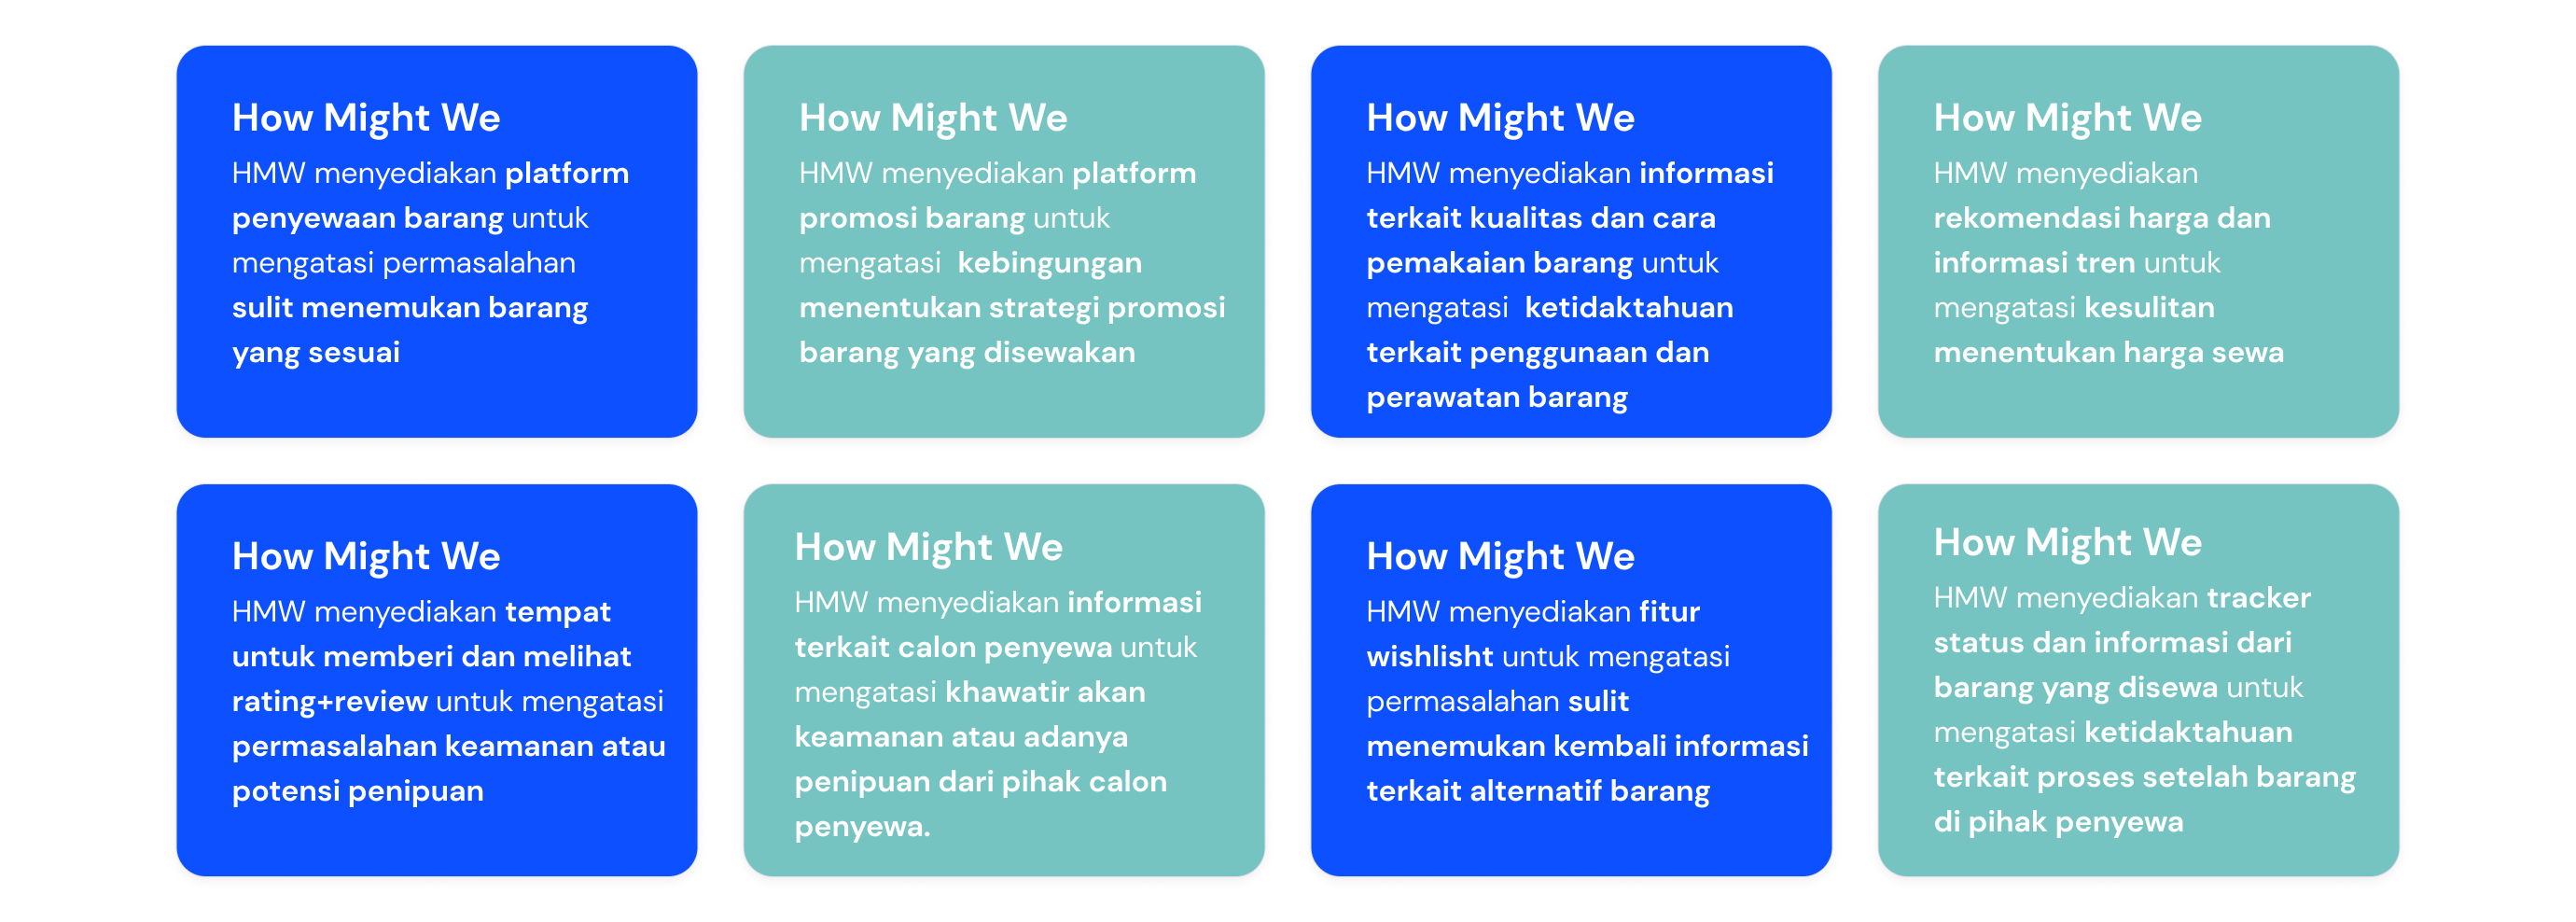 How Might We
HMW menyediakan platform
penyewaan barang untuk
mengatasi permasalahan
sulit menemukan barang
yang sesuai
How Might We
HMW menyediakan platform
promosi barang untuk
mengatasi  kebingungan
menentukan strategi promosi
barang yang disewakan
How Might We
HMW menyediakan informasi
terkait kualitas dan cara
pemakaian barang untuk
mengatasi  ketidaktahuan
terkait penggunaan dan
perawatan barang
How Might We
HMW menyediakan
rekomendasi harga dan
informasi tren untuk
mengatasi kesulitan
menentukan harga sewa
How Might We
HMW menyediakan tempat
untuk memberi dan melihat
rating+review untuk mengatasi
permasalahan keamanan atau
potensi penipuan
How Might We
HMW menyediakan informasi
terkait calon penyewa untuk
mengatasi khawatir akan
keamanan atau adanya
penipuan dari pihak calon
penyewa.
How Might We
HMW menyediakan fitur
wishlisht untuk mengatasi
permasalahan sulit
menemukan kembali informasi
terkait alternatif barang
How Might We
HMW menyediakan tracker
status dan informasi dari
barang yang disewa untuk
mengatasi ketidaktahuan
terkait proses setelah barang
di pihak penyewa